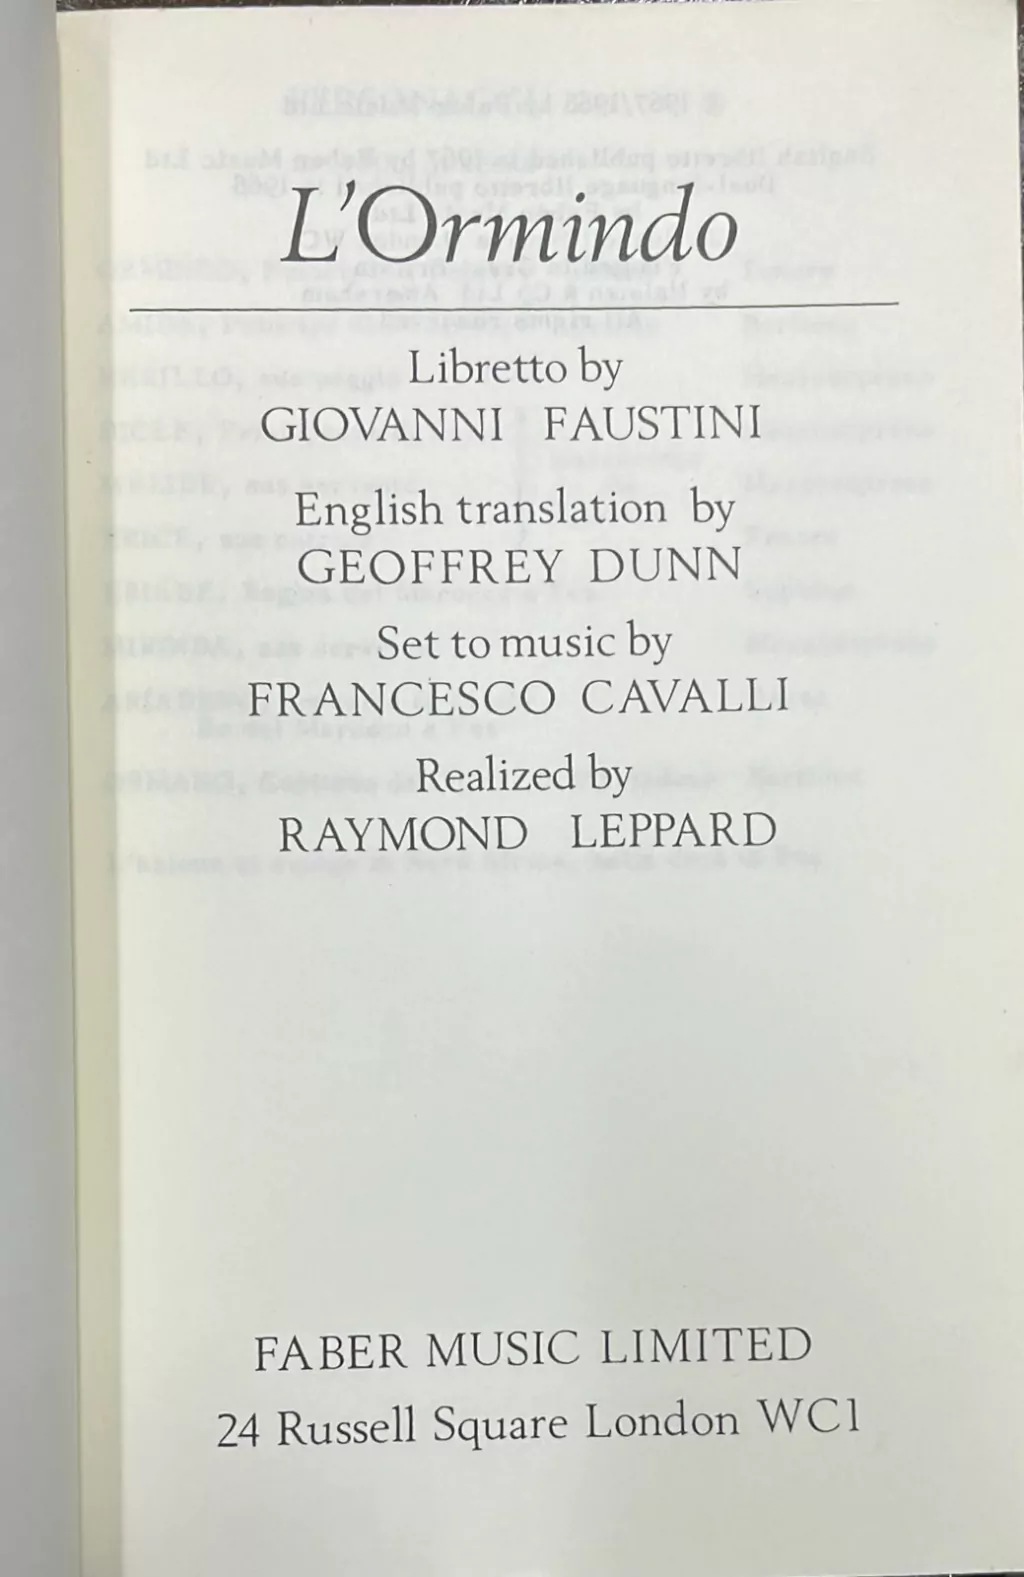 L'Ormindo
Libretto by
GIOVANNI FAUSTINI
English translation by
GEOFFREY DUNN
Set to music by
FRANCESCO CAVALLI
Realized by
RAYMOND LEPPARD
FABER MUSIC LIMITED
24 Russell Square London WC1